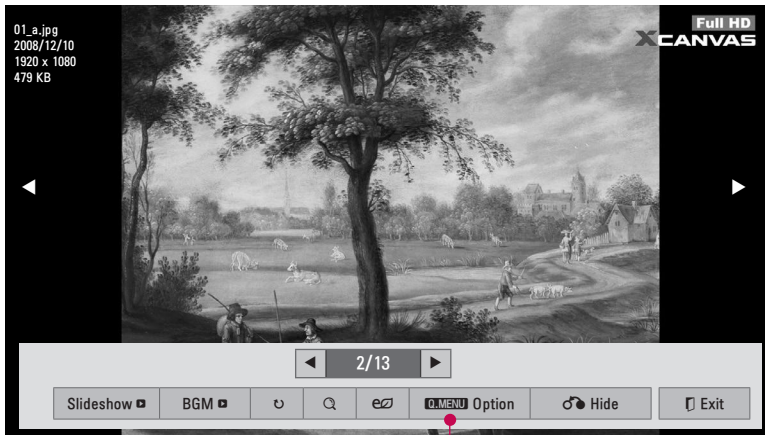 01_a.jpg
2008/12/10
1920 x 1080
479 KB
Full HD
XCANVAS
2/13
Slideshow
BGM
Q.MENU Option
Hide
Exit